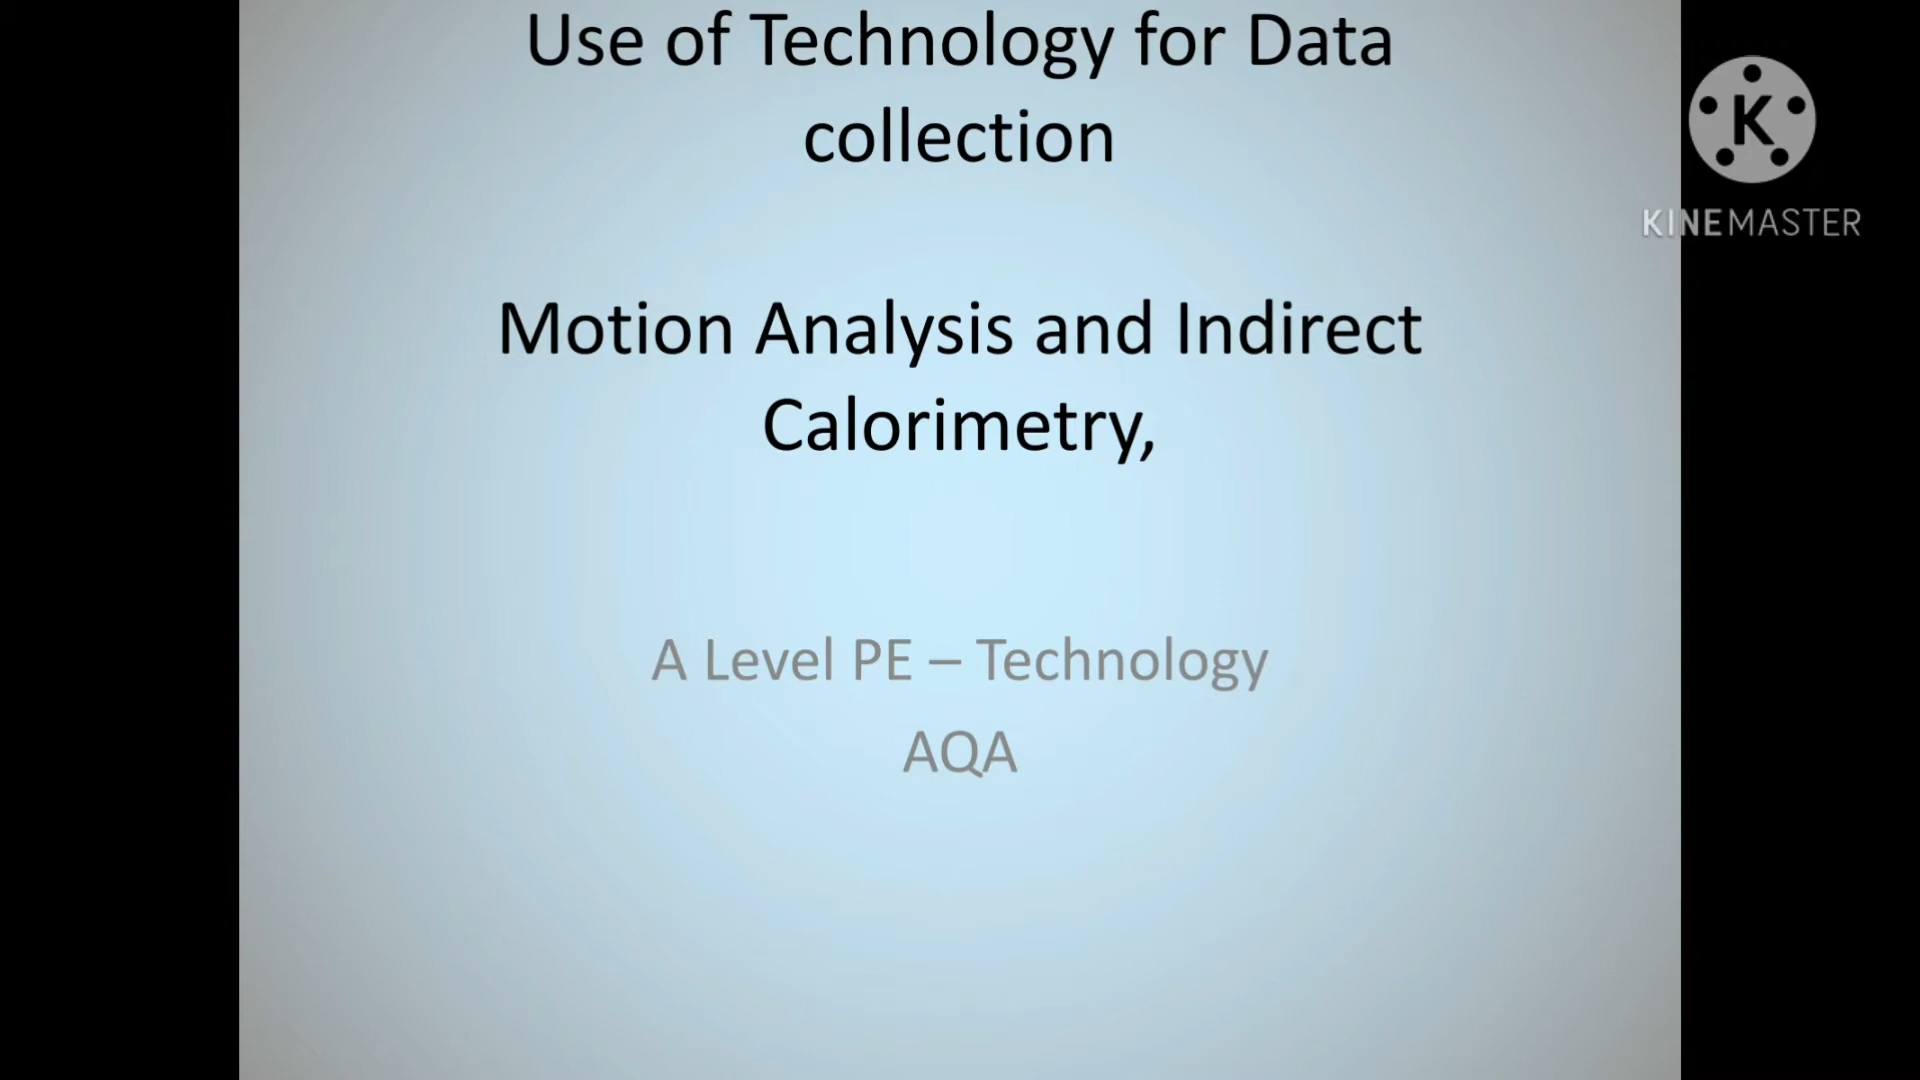 Use of Technology for Data
collection
K
KINEMASTER
Motion Analysis and Indirect
Calorimetry,
A Level PE – Technology
AQA